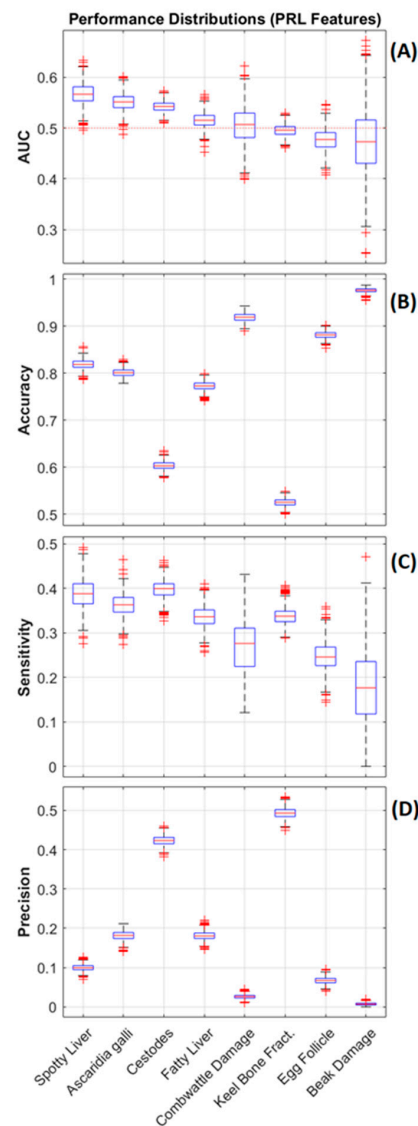 Performance Distributions (PRL Features)
(A)
AUC
0.6
0.5
0.4
0.3
(B)
Accuracy
1
0.9
0.8
0.7
0.6
0.5
(C)
Sensitivity
0.5
0.4
0.3
0.2
0.1
0
(D)
Precision
0.5
0.4
0.3
0.2
0.1
0
Spotty Liver
Ascaridia galli
Cestodes
Fatty Liver
Combwattle Damage
Keel Bone Fract.
Egg Follicle
Beak Damage